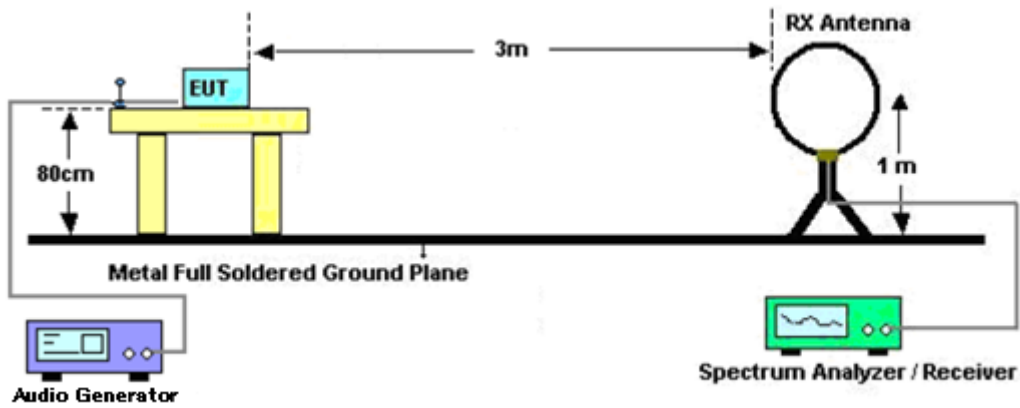 RX Antenna
3m
EUT
80cm
1 m
Metal Full Soldered Ground Plane
Spectrum Analyzer / Receiver
Audio Generator